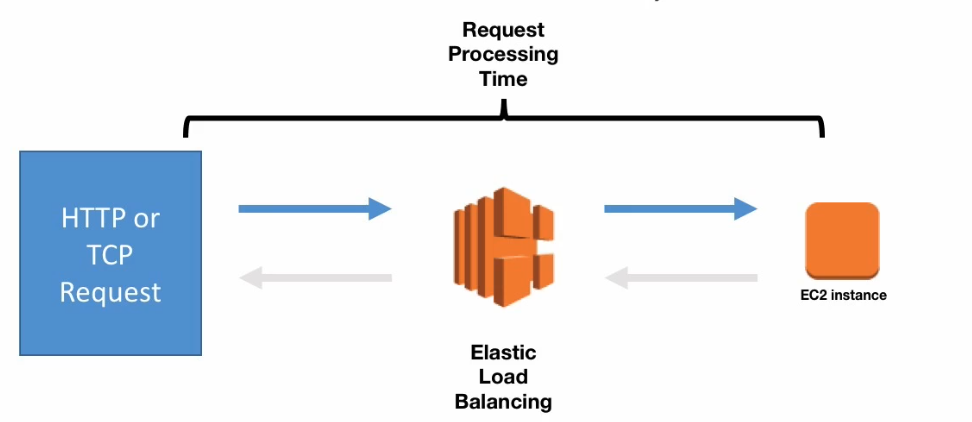 Request
Processing
Time
HTTP or
TCP
Request
EC2 instance
Elastic
Load
Balancing